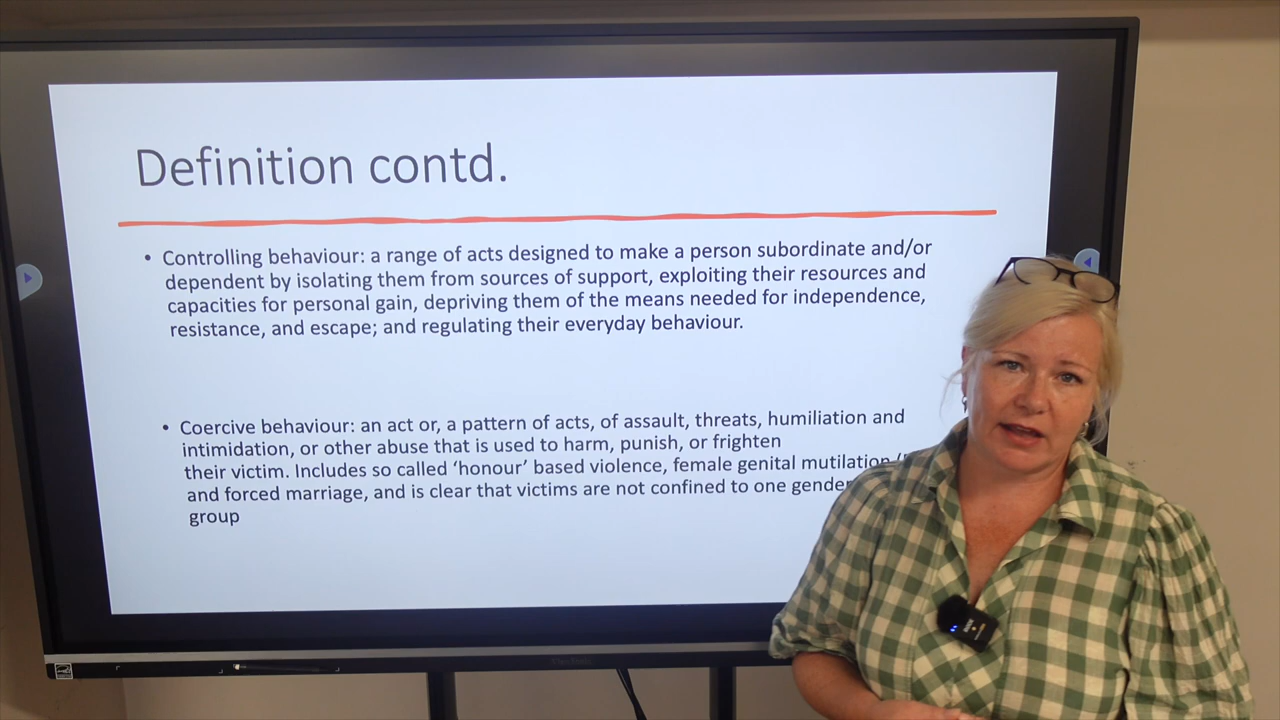 Definition contd.
• Controlling behaviour: a range of acts designed to make a person subordinate and/or
dependent by isolating them from sources of support, exploiting their resources and
capacities for personal gain, depriving them of the means needed for independence,
resistance, and escape; and regulating their everyday behaviour.
• Coercive behaviour: an act or, a pattern of acts, of assault, threats, humiliation and
intimidation, or other abuse that is used to harm, punish, or frighten
their victim. Includes so called ‘honour’ based violence, female genital mutilation
and forced marriage, and is clear that victims are not confined to one gender
group